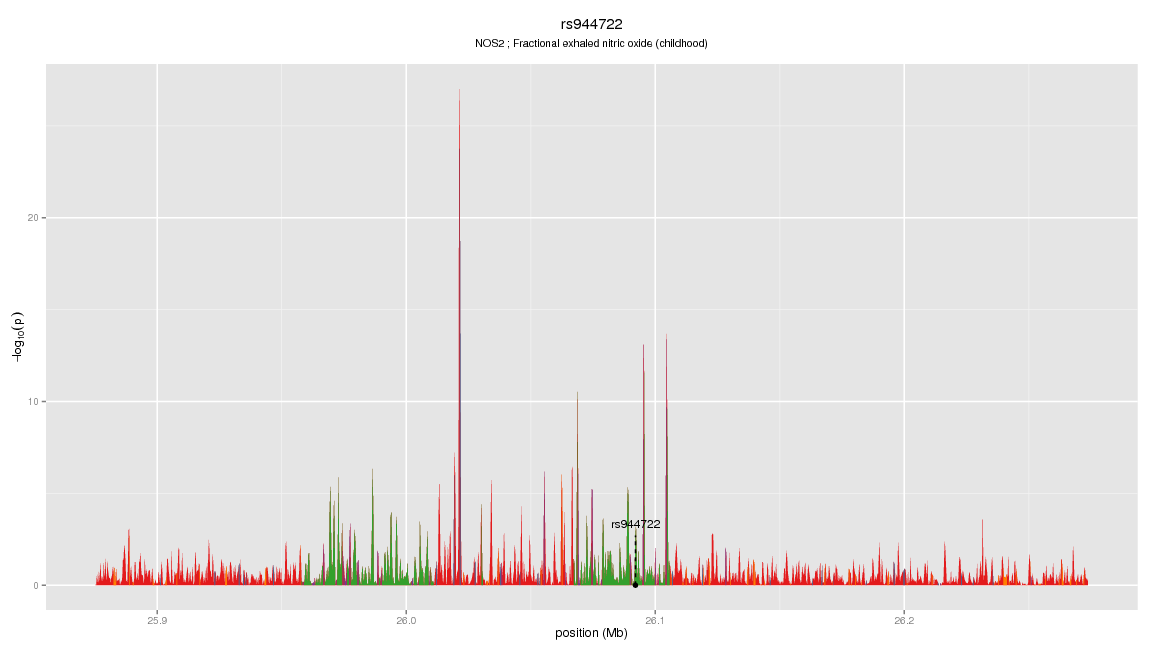 rs944722
NOS2 ; Fractional exhaled nitric oxide (childhood)
−log10(p)
20
10
0
rs944722
25.9 26.0 26.1 26.2
position (Mb)